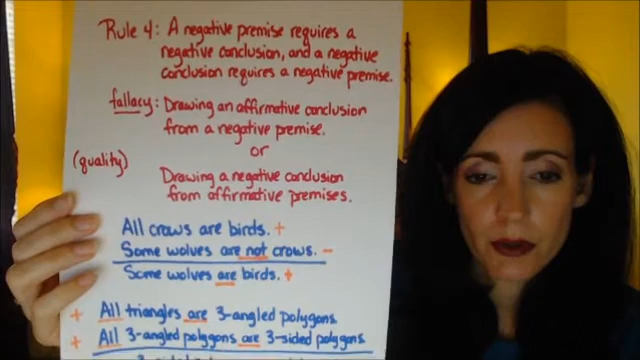 Rule 4: A negative premise requires a
negative conclusion, and a negative
conclusion requires a negative premise.
fallacy: Drawing an affirmative conclusion
from a negative premise.
or
(quality)
Drawing a negative conclusion
from affirmative premises.
All crows are birds. +
Some wolves are not crows. -
Some wolves are birds. +
+ All triangles are 3-angled polygons.
+ All 3-angled polygons are 3-sided polygons.